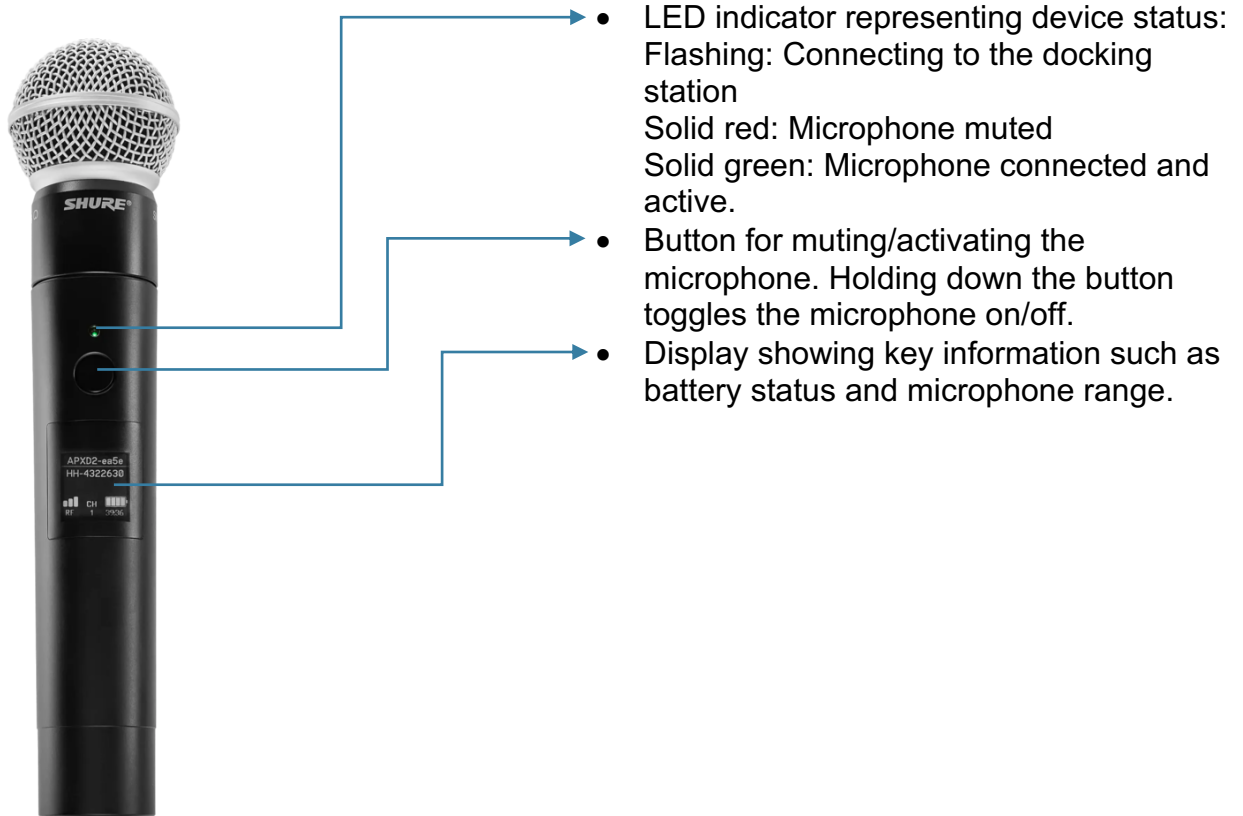 • LED indicator representing device status:
Flashing: Connecting to the docking
station
Solid red: Microphone muted
Solid green: Microphone connected and
active.
• Button for muting/activating the
microphone. Holding down the button
toggles the microphone on/off.
• Display showing key information such as
battery status and microphone range.
SHURE®
APXD2-ea5e
HH-4322630
CH
RF 1